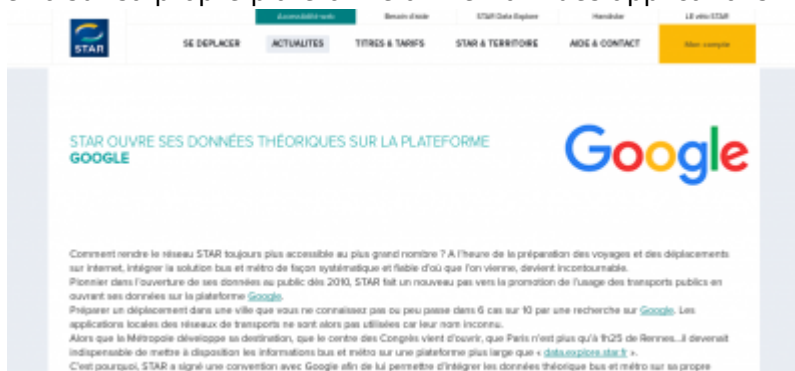 Accessibilité web Besoin d'aide STAR Data Explore Handistar LE vélo STAR
STAR SE DEPLACER ACTUALITES TITRES & TARIFS STAR & TERRITOIRE AIDE & CONTACT Mon compte
STAR OUVRE SES DONNÉES THÉORIQUES SUR LA PLATEFORME
GOOGLE
Google
Comment rendre le réseau STAR toujours plus accessible au plus grand nombre ? A l'heure de la préparation des voyages et des déplacements
sur internet, intégrer la solution bus et métro de façon systématique et fiable d'où que l'on vienne, devient incontournable.
Pionnier dans l'ouverture de ses données au public dès 2010, STAR fait un nouveau pas vers la promotion de l'usage des transports publics en
ouvrant ses données sur la plateforme Google.
Préparer un déplacement dans une ville que vous ne connaissez pas ou peu passe dans 6 cas sur 10 par une recherche sur Google. Les
applications locales des réseaux de transports ne sont alors pas utilisées car leur nom inconnu.
Alors que la Métropole développe sa destination, que le centre des Congrès vient d'ouvrir, que Paris n'est plus qu'à 1h25 de Rennes...il devenait
indispensable de mettre à disposition les informations bus et métro sur une plateforme plus large que « data.explore.star.fr ».
C'est pourquoi, STAR a signé une convention avec Google afin de lui permettre d'intégrer les données théorique bus et métro sur sa propre